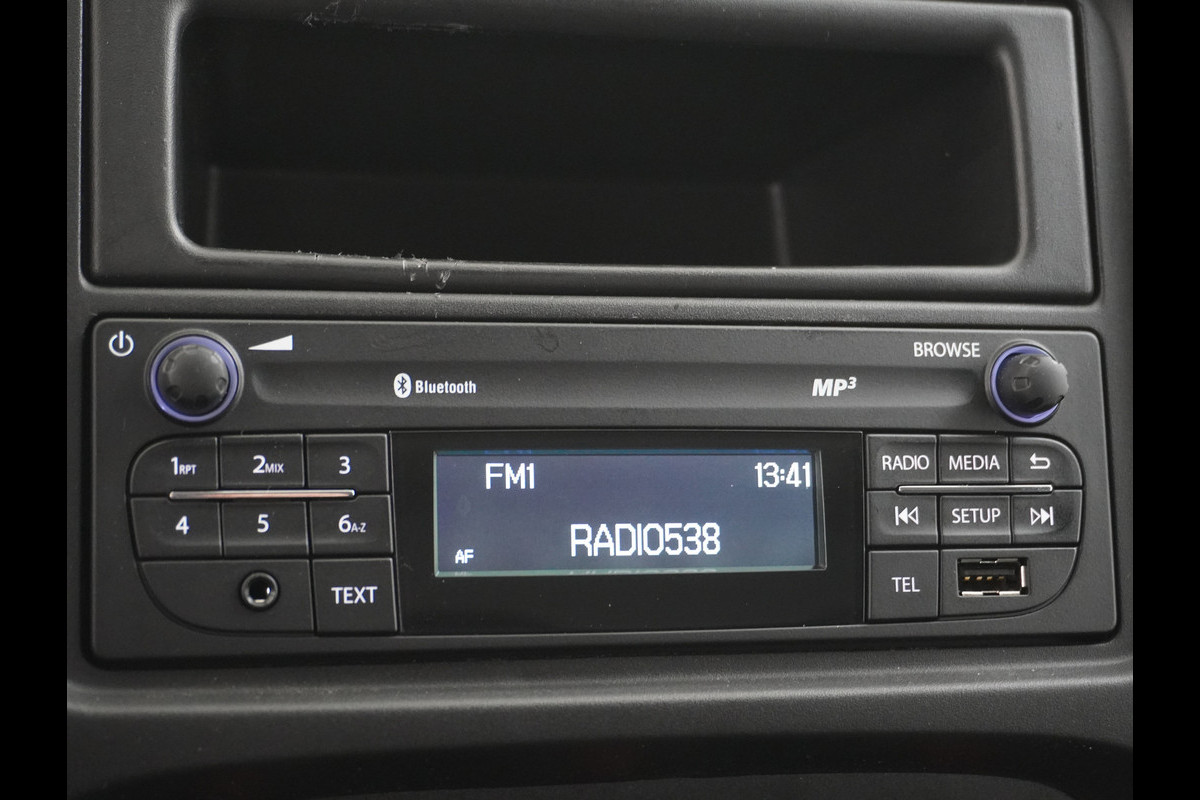 BROWSE
Bluetooth
MP3
1RPT 2MIX 3
FM1 13:41
RADIO MEDIA
4 5 6A-Z
RADIO538
SETUP
AF
TEXT
TEL